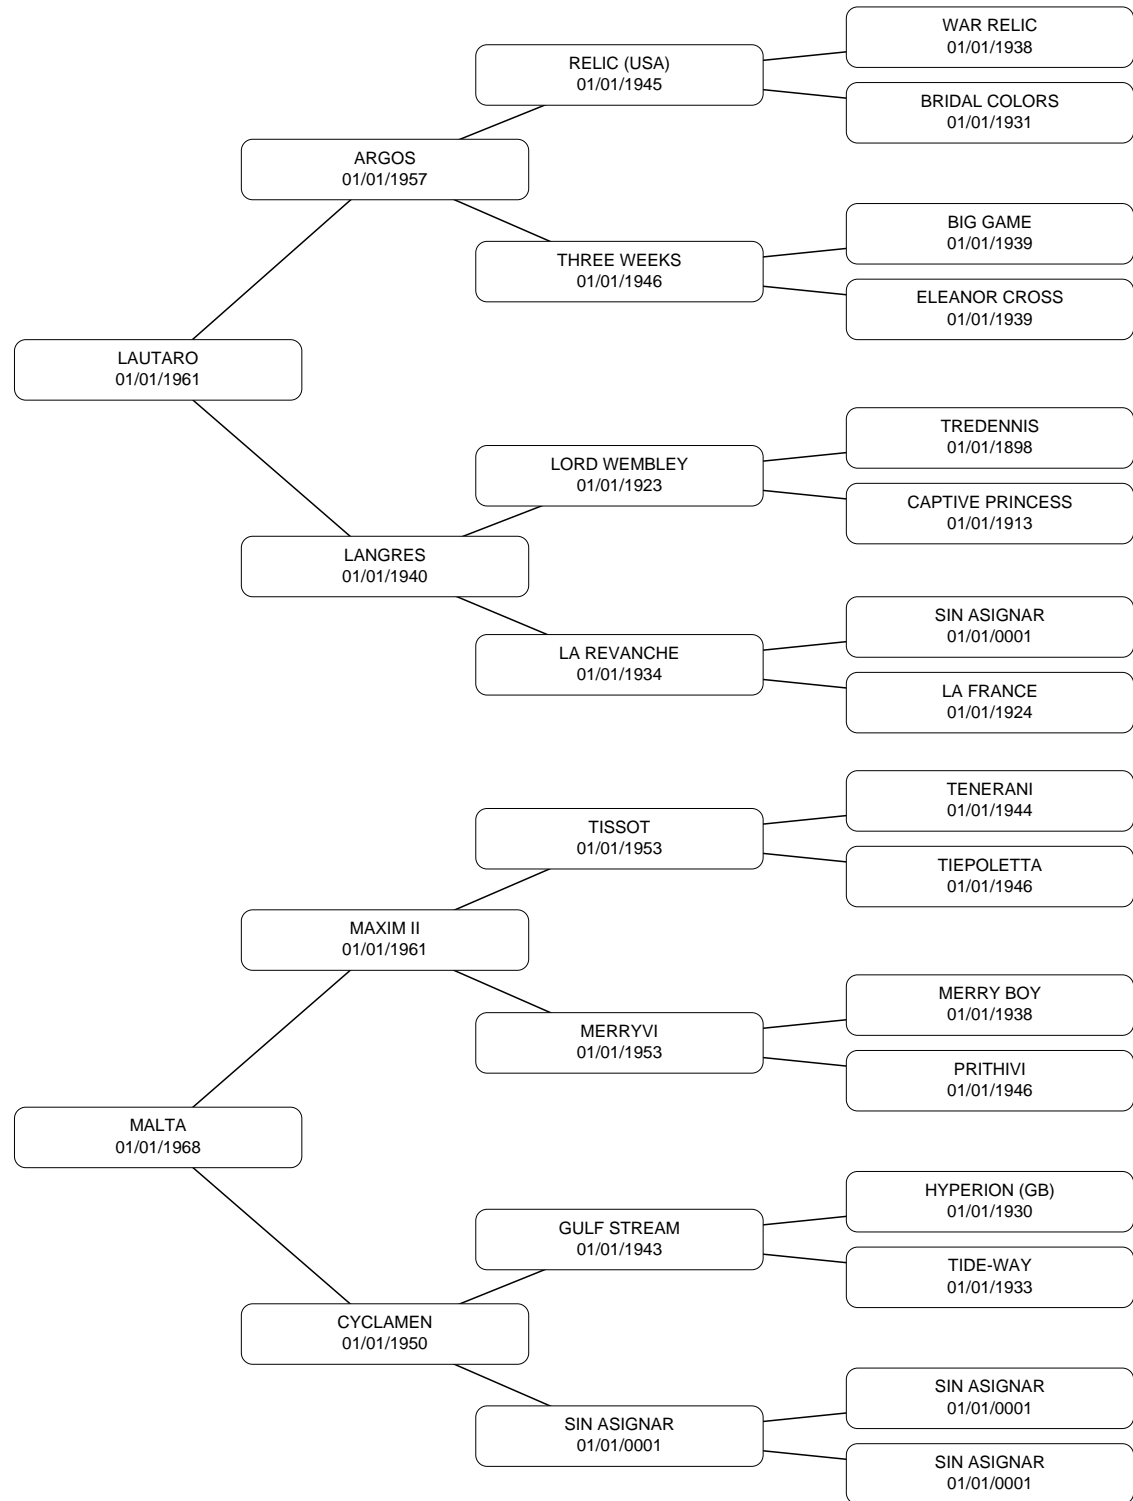 WAR RELIC
01/01/1938
RELIC (USA)
01/01/1945
BRIDAL COLORS
01/01/1931
ARGOS
01/01/1957
BIG GAME
01/01/1939
THREE WEEKS
01/01/1946
ELEANOR CROSS
01/01/1939
LAUTARO
01/01/1961
TREDENNIS
01/01/1898
LORD WEMBLEY
01/01/1923
CAPTIVE PRINCESS
01/01/1913
LANGRES
01/01/1940
SIN ASIGNAR
01/01/0001
LA REVANCHE
01/01/1934
LA FRANCE
01/01/1924
TENERANI
01/01/1944
TISSOT
01/01/1953
TIEPOLETTA
01/01/1946
MAXIM II
01/01/1961
MERRY BOY
01/01/1938
MERRYVI
01/01/1953
PRITHIVI
01/01/1946
MALTA
01/01/1968
HYPERION (GB)
01/01/1930
GULF STREAM
01/01/1943
TIDE-WAY
01/01/1933
CYCLAMEN
01/01/1950
SIN ASIGNAR
01/01/0001
SIN ASIGNAR
01/01/0001
SIN ASIGNAR
01/01/0001